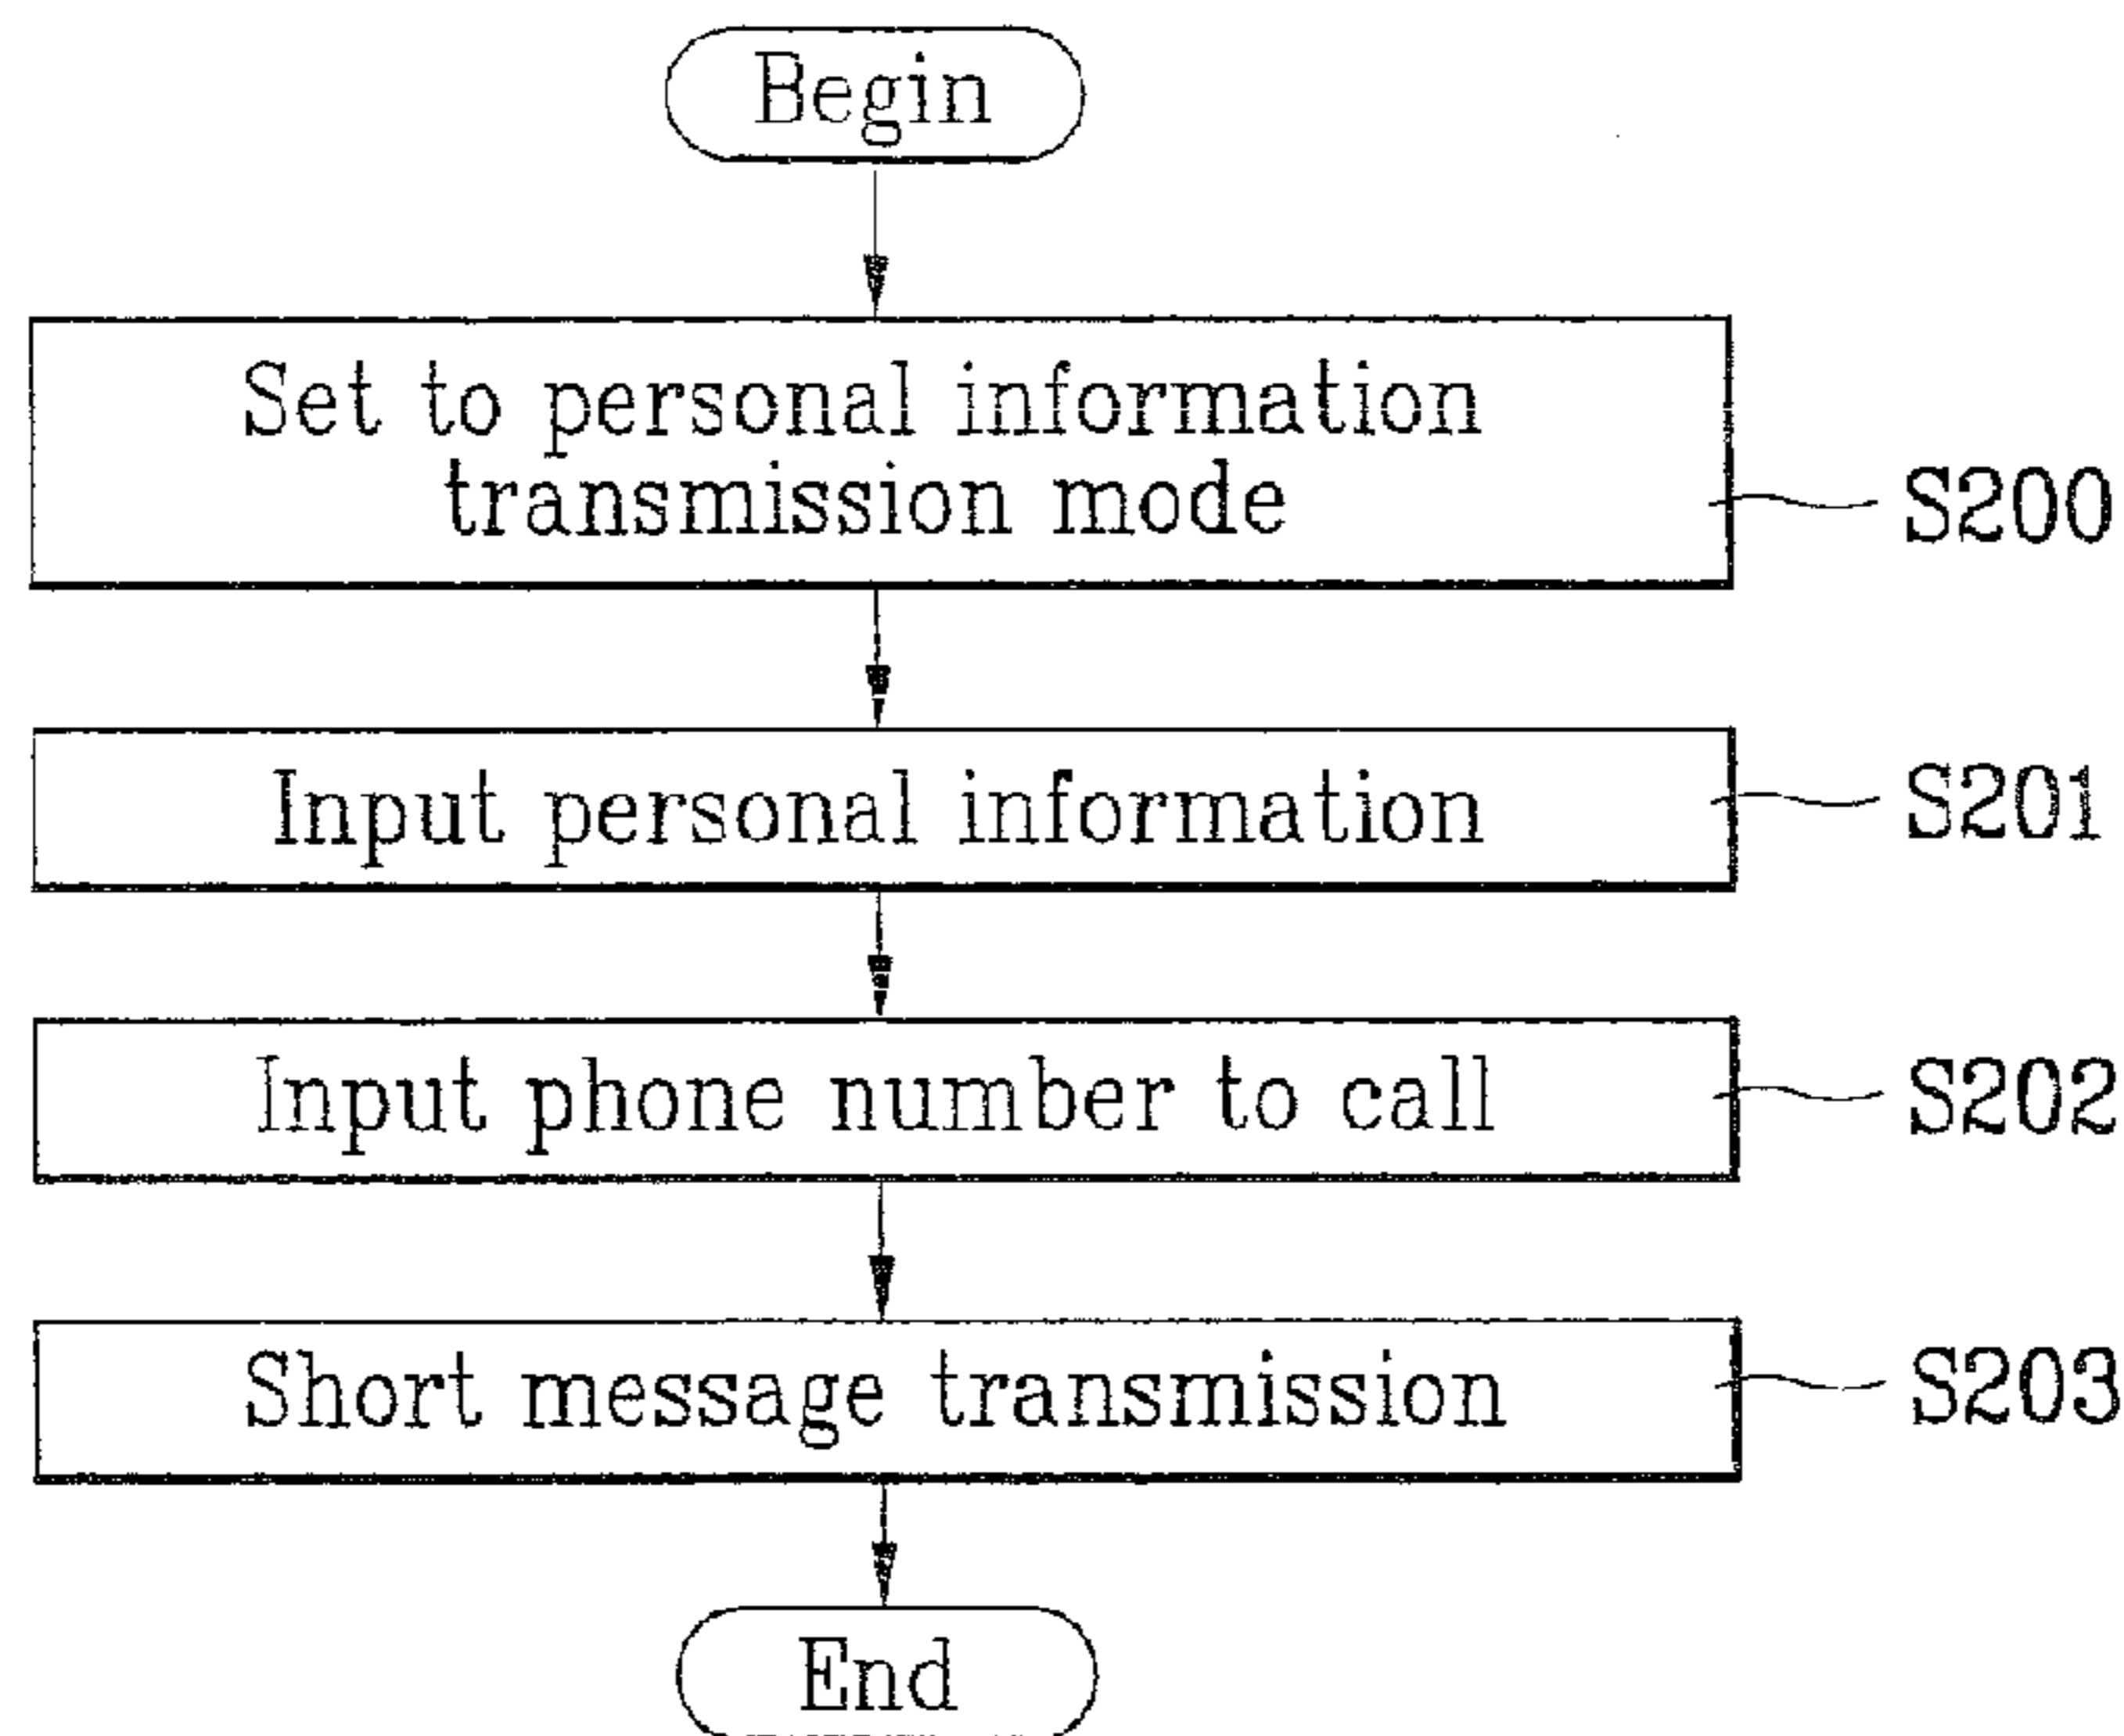 Begin
Set to personal information
transmission mode
S200
Input personal information
S201
Input phone number to call
S202
Short message transmission
S203
End